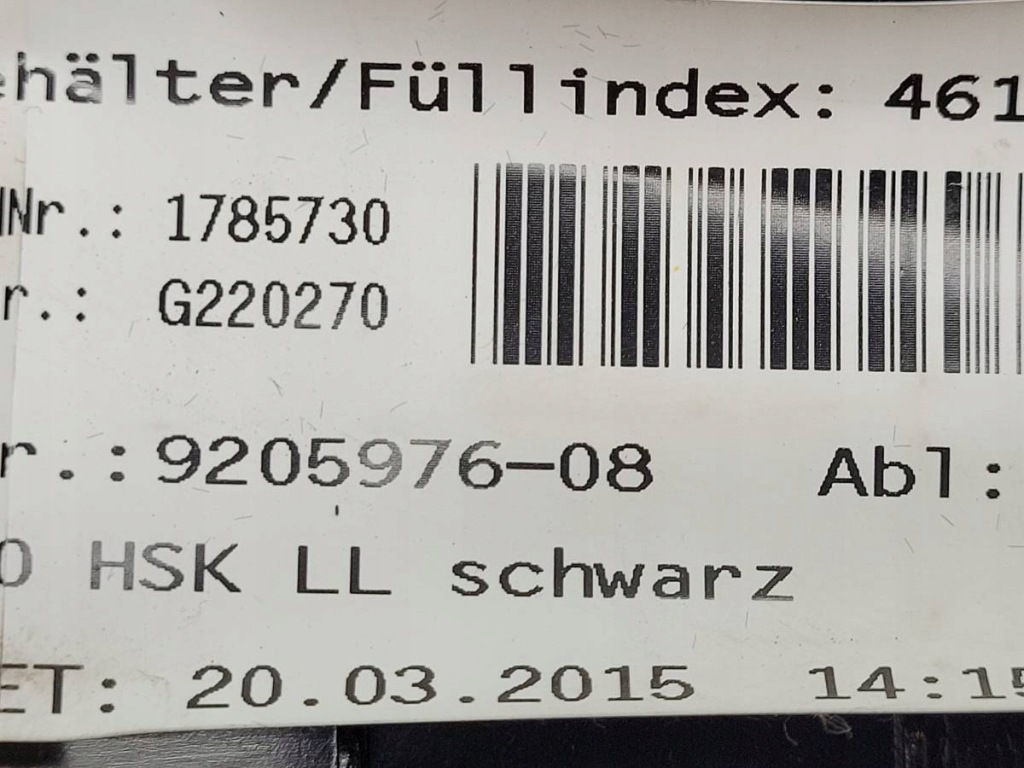 ehälter/Füllindex: 461
Nr.: 1785730
r.: G220270
r.:9205976-08 Abl:
0 HSK LL schwarz
ET: 20.03.2015 14:15